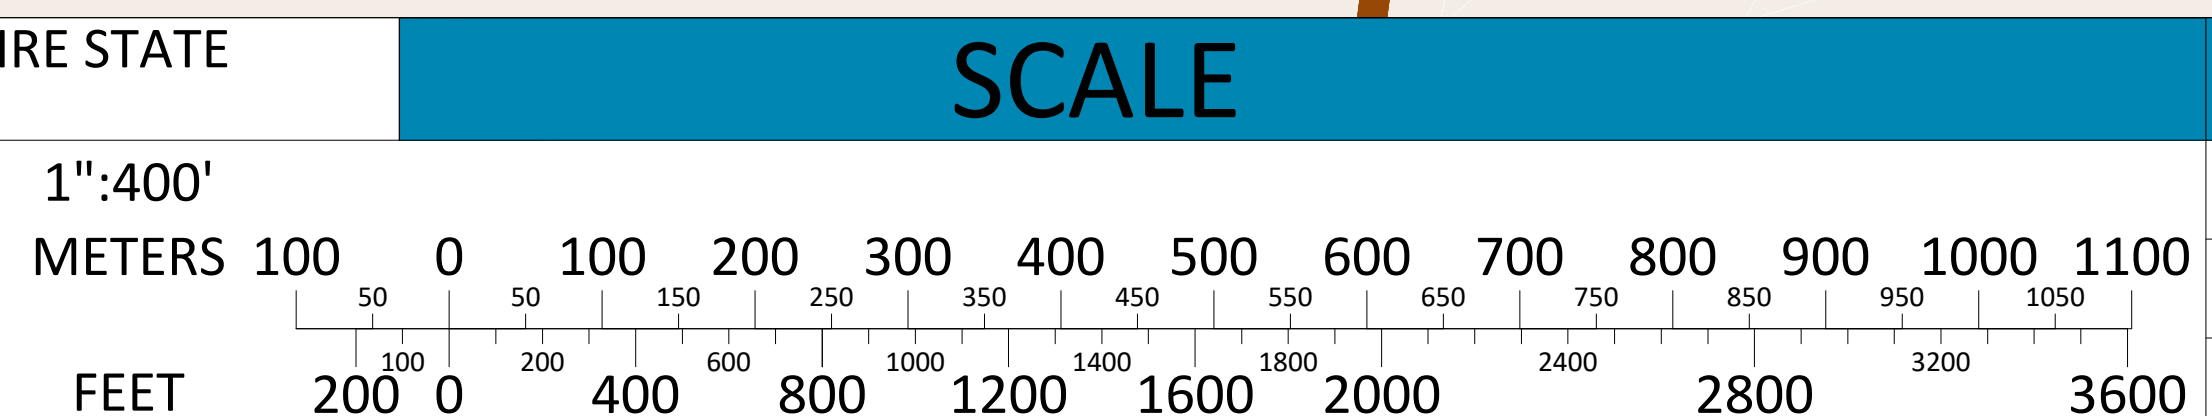 IRE STATE
SCALE
1":400'
METERS 100 0 100 200 300 400 500 600 700 800 900 1000 1100
50 50 150 250 350 450 550 650 750 850 950 1050
100 200 600 1000 1400 1800 2400 3200
FEET 200 0 400 800 1200 1600 2000 2800 3600